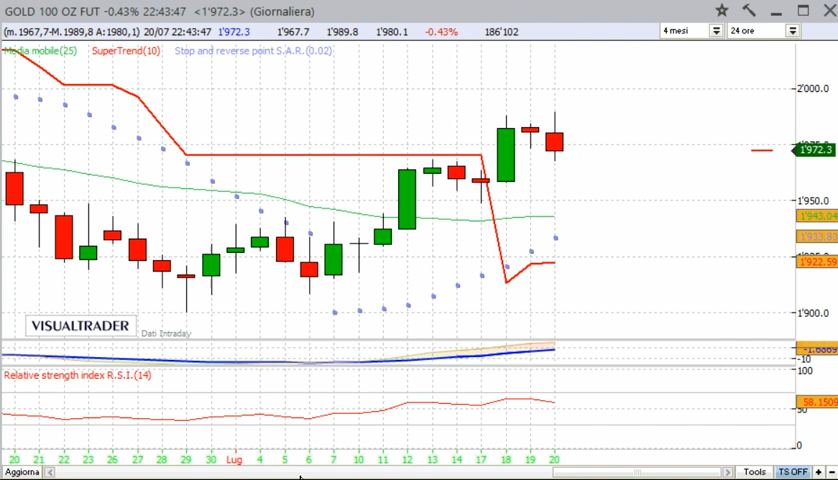 GOLD 100 OZ FUT -0.43% 22:43:47 <1'972.3> (Giornaliera)
(m.1967,7-M.1989,8 A:1980,1) 20/07 22:43:47 1'972.3 1'967.7 1'989.8 1'980.1 -0.43% 186'102 4 mesi 24 ore
Media mobile(25) SuperTrend(10) Stop and reverse point S.A.R.(0.02)
2'000.0
1'972.3
1'950.0
1'943.04
1'922.59
1'900.0
VISUALTRADER
Dati Intraday
-10
Relative strength index R.S.I.(14)
100
58.1509
50
0
20 21 22 23 26 27 28 29 30 Lug 4 5 6 7 10 11 12 13 14 17 18 19 20
Aggiorna Tools TS OFF + -